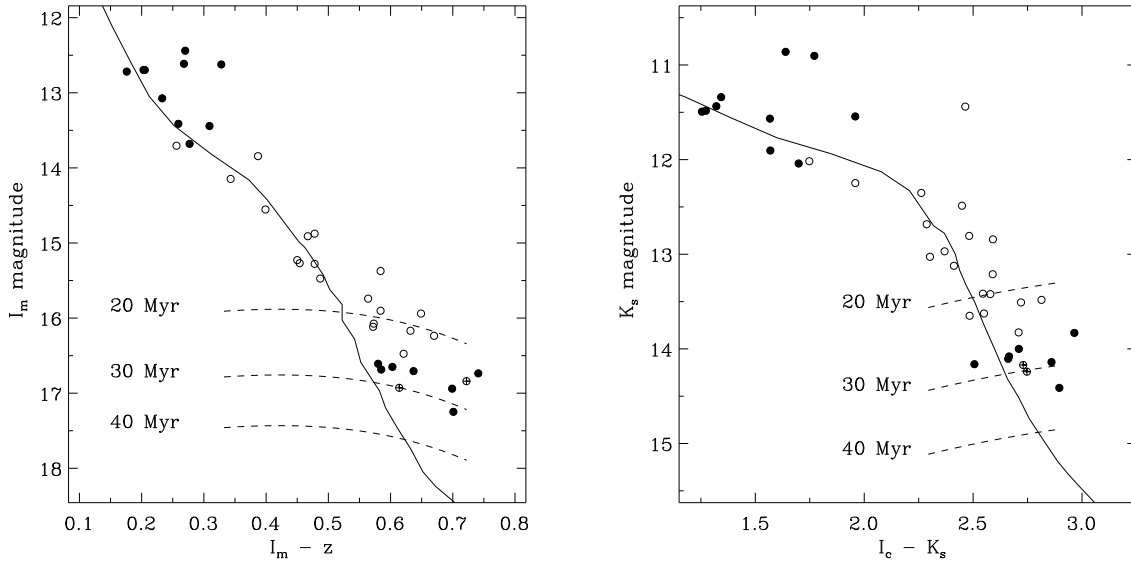 12
13
14
15
16
17
18
I_m magnitude
20 Myr
30 Myr
40 Myr
0.1 0.2 0.3 0.4 0.5 0.6 0.7 0.8
I_m − z
11
12
13
14
15
K_s magnitude
20 Myr
30 Myr
40 Myr
1.5 2.0 2.5 3.0
I_c − K_s